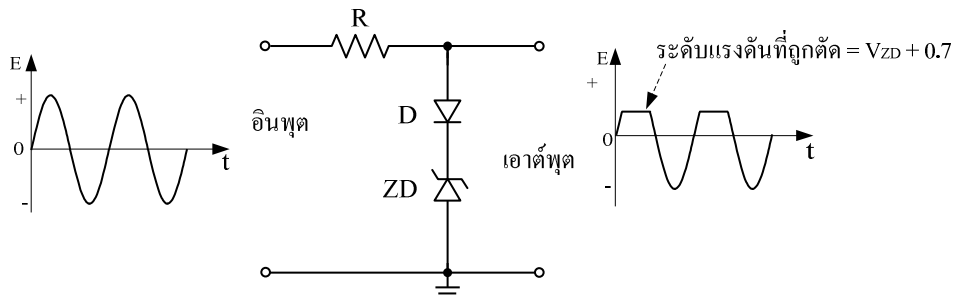 R
E
+
0
-
t
อินพุต
D
ZD
เอาต์พุต
ระดับแรงดันที่ถูกตัด = VZD + 0.7
E
+
0
-
t